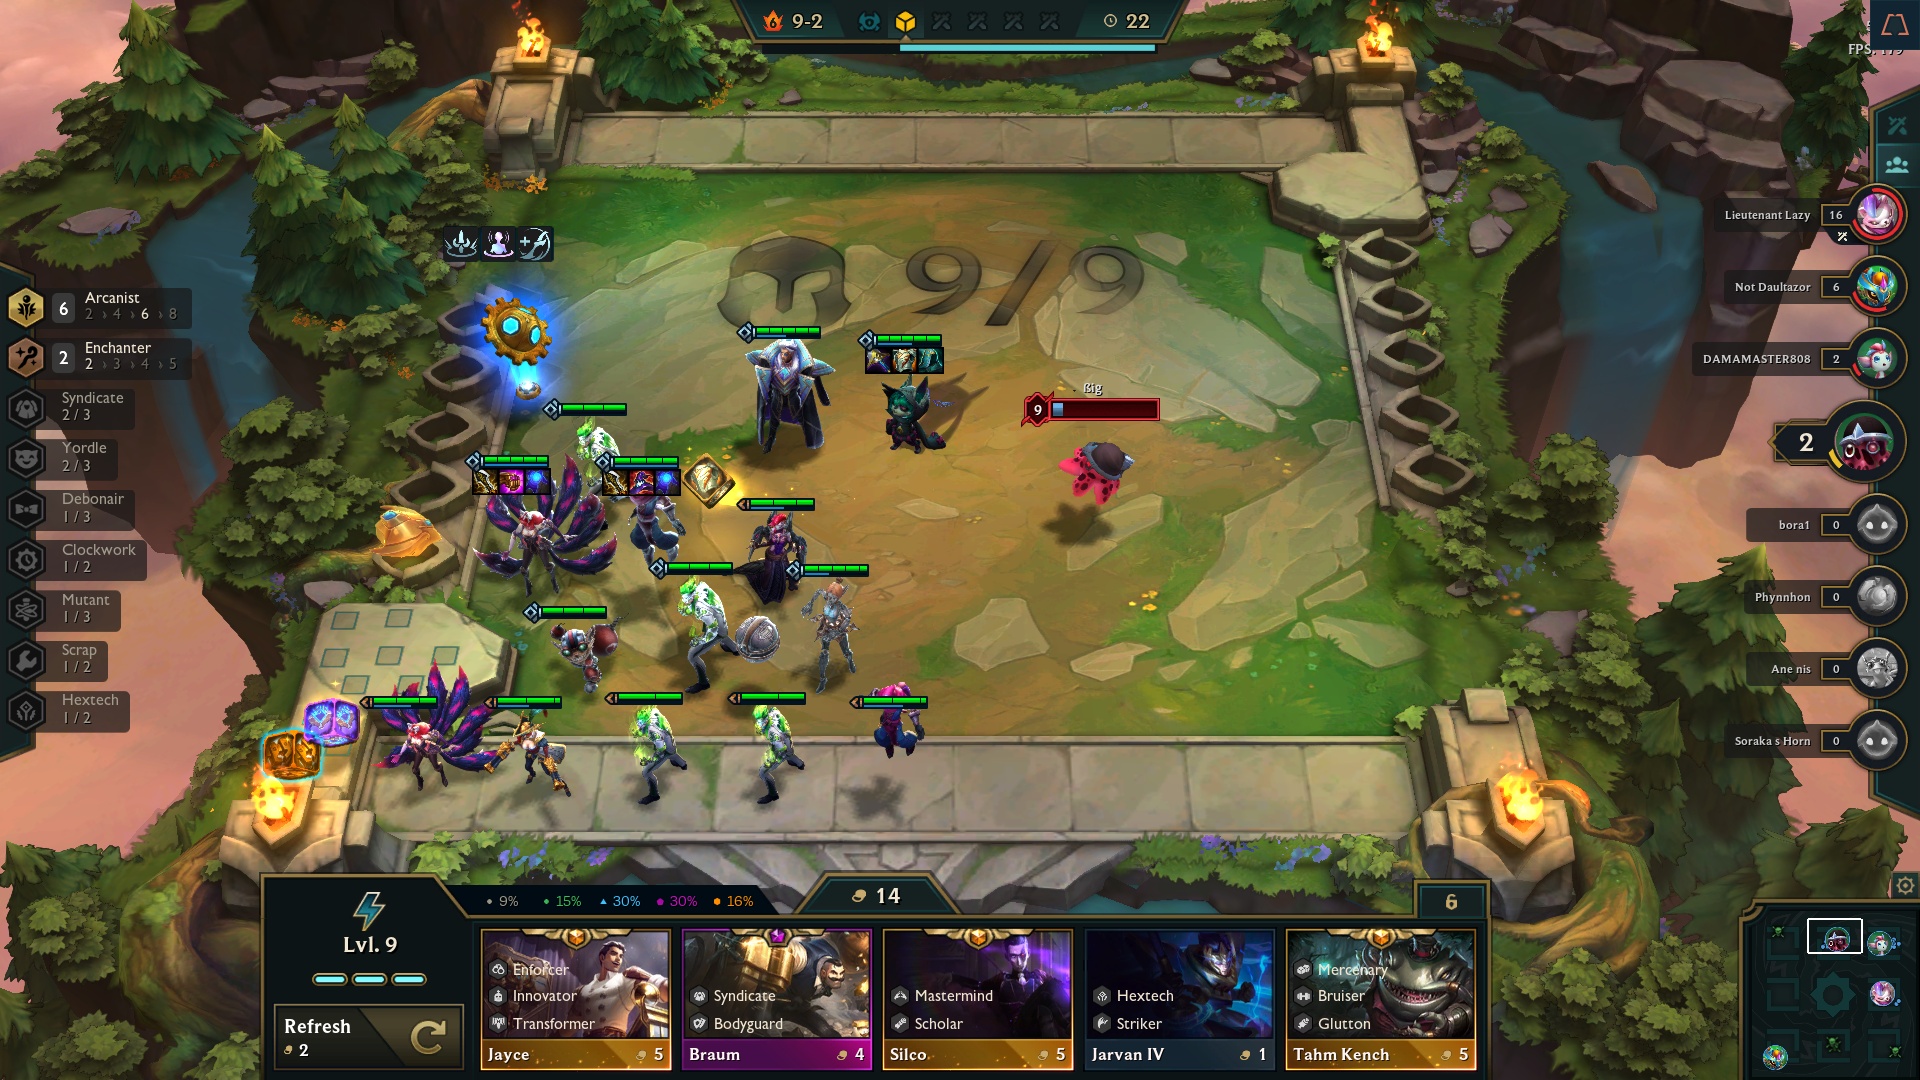 9-2
22
FPS: 119
9/9
6
Arcanist
2 › 4 › 6 › 8
2
Enchanter
2 › 3 › 4 › 5
Syndicate
2 / 3
Yordle
2 / 3
Debonair
1 / 3
Clockwork
1 / 2
Mutant
1 / 3
Scrap
1 / 2
Hextech
1 / 2
9
Big
Lieutenant Lazy
16
Not Daultazor
6
DAMAMASTER808
2
2
bora1
0
Phynnhon
0
Ane nis
0
Soraka s Horn
0
9%
15%
30%
30%
16%
14
6
Lvl. 9
Refresh
2
Enforcer
Innovator
Transformer
Jayce
5
Syndicate
Bodyguard
Braum
4
Mastermind
Scholar
Silco
5
Hextech
Striker
Jarvan IV
1
Mercenary
Bruiser
Glutton
Tahm Kench
5